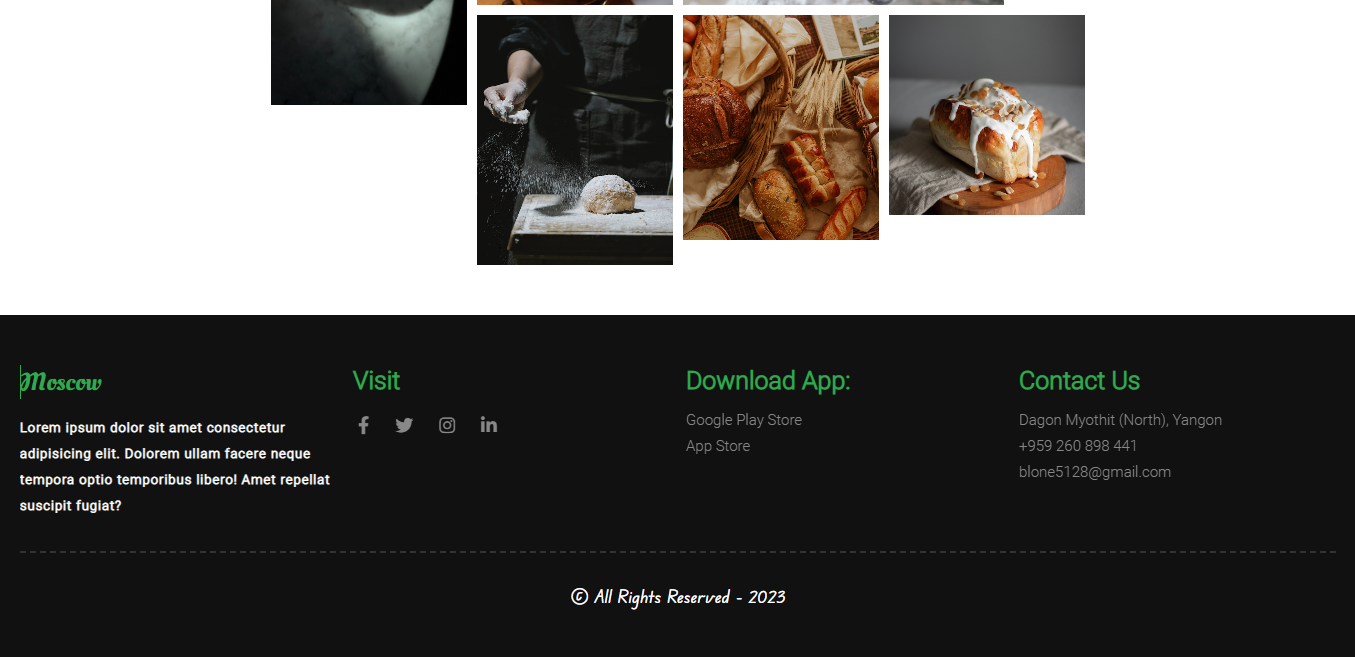 Moscow
Lorem ipsum dolor sit amet consectetur
adipisicing elit. Dolorem ullam facere neque
tempora optio temporibus libero! Amet repellat
suscipit fugiat?
Visit
Download App:
Google Play Store
App Store
Contact Us
Dagon Myothit (North), Yangon
+959 260 898 441
blone5128@gmail.com
© All Rights Reserved - 2023